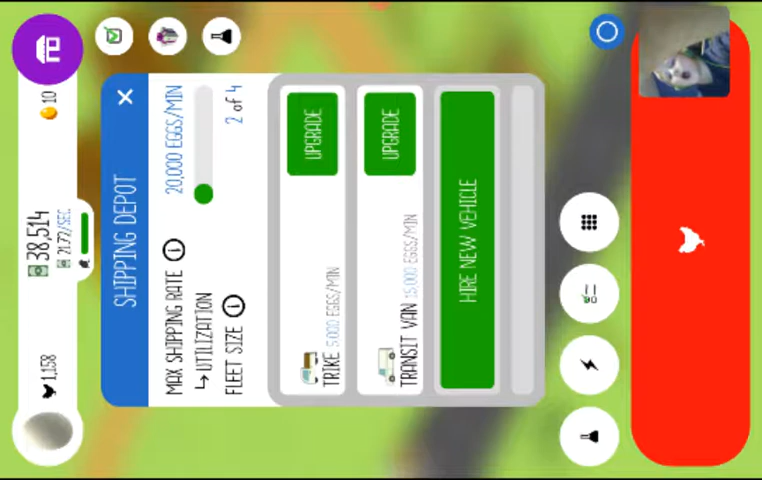 1,158
38,514
21.72/SEC
10
SHIPPING DEPOT
X
MAX SHIPPING RATE i 20,000 EGGS/MIN
↳ UTILIZATION
FLEET SIZE i 2 of 4
TRIKE 5,000 EGGS/MIN
UPGRADE
TRANSIT VAN 15,000 EGGS/MIN
UPGRADE
HIRE NEW VEHICLE